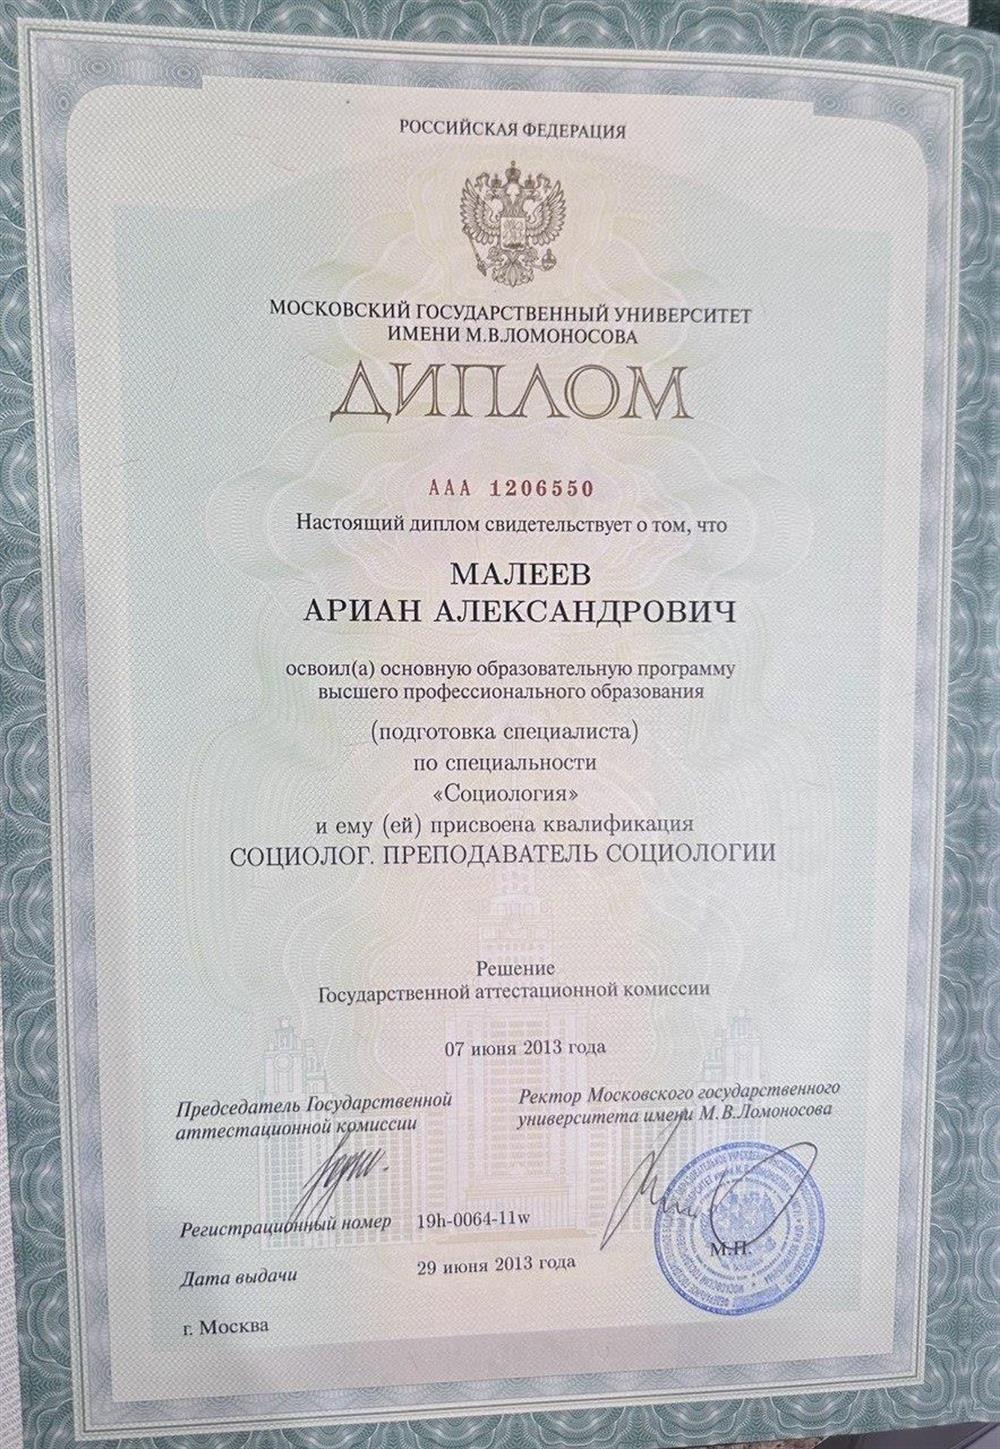 РОССИЙСКАЯ ФЕДЕРАЦИЯ
МОСКОВСКИЙ ГОСУДАРСТВЕННЫЙ УНИВЕРСИТЕТ
ИМЕНИ М.В.ЛОМОНОСОВА
ДИПЛОМ
ААА 1206550
Настоящий диплом свидетельствует о том, что
МАЛЕЕВ
АРИАН АЛЕКСАНДРОВИЧ
освоил(а) основную образовательную программу
высшего профессионального образования
(подготовка специалиста)
по специальности
«Социология»
и ему (ей) присвоена квалификация
СОЦИОЛОГ. ПРЕПОДАВАТЕЛЬ СОЦИОЛОГИИ
Решение
Государственной аттестационной комиссии
07 июня 2013 года
Председатель Государственной
аттестационной комиссии
Ректор Московского государственного
университета имени М.В.Ломоносова
Регистрационный номер 19h-0064-11w
М.П.
Дата выдачи 29 июня 2013 года
г. Москва